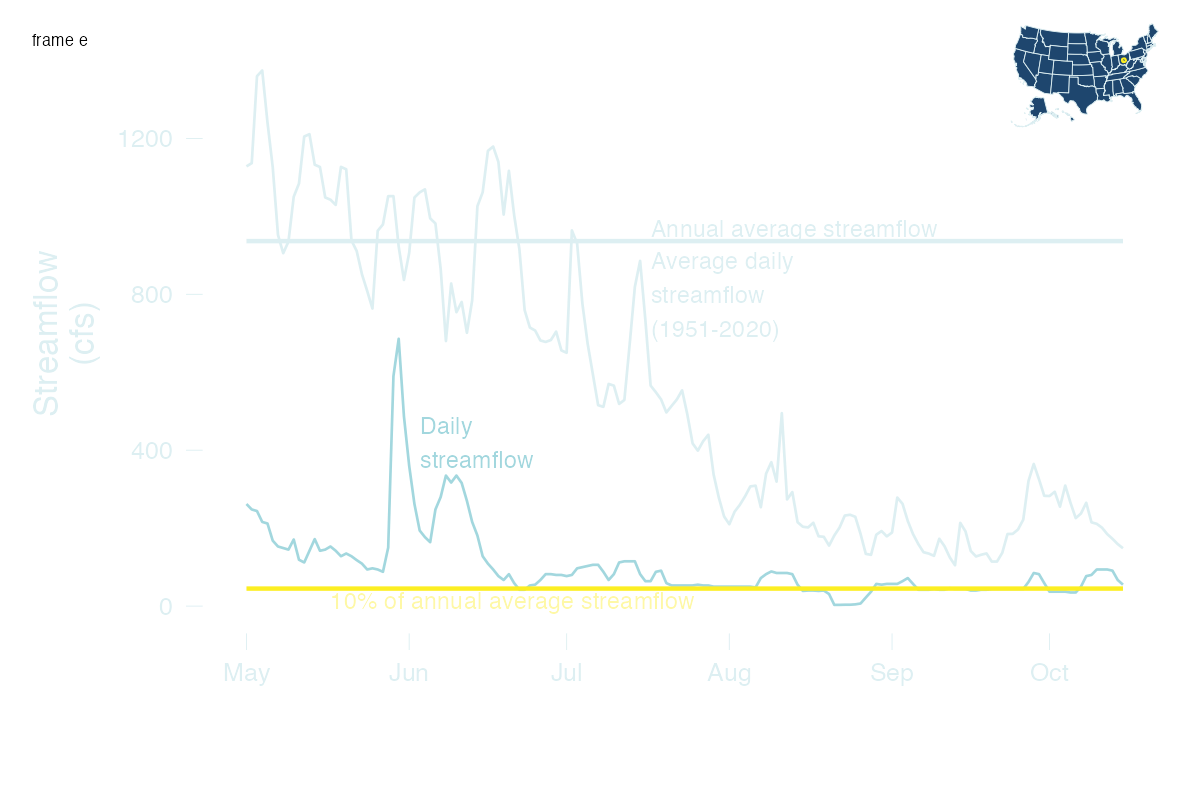 frame e
1200
800
400
0
Streamflow
(cfs)
Annual average streamflow
Average daily
streamflow
(1951-2020)
Daily
streamflow
10% of annual average streamflow
May Jun Jul Aug Sep Oct